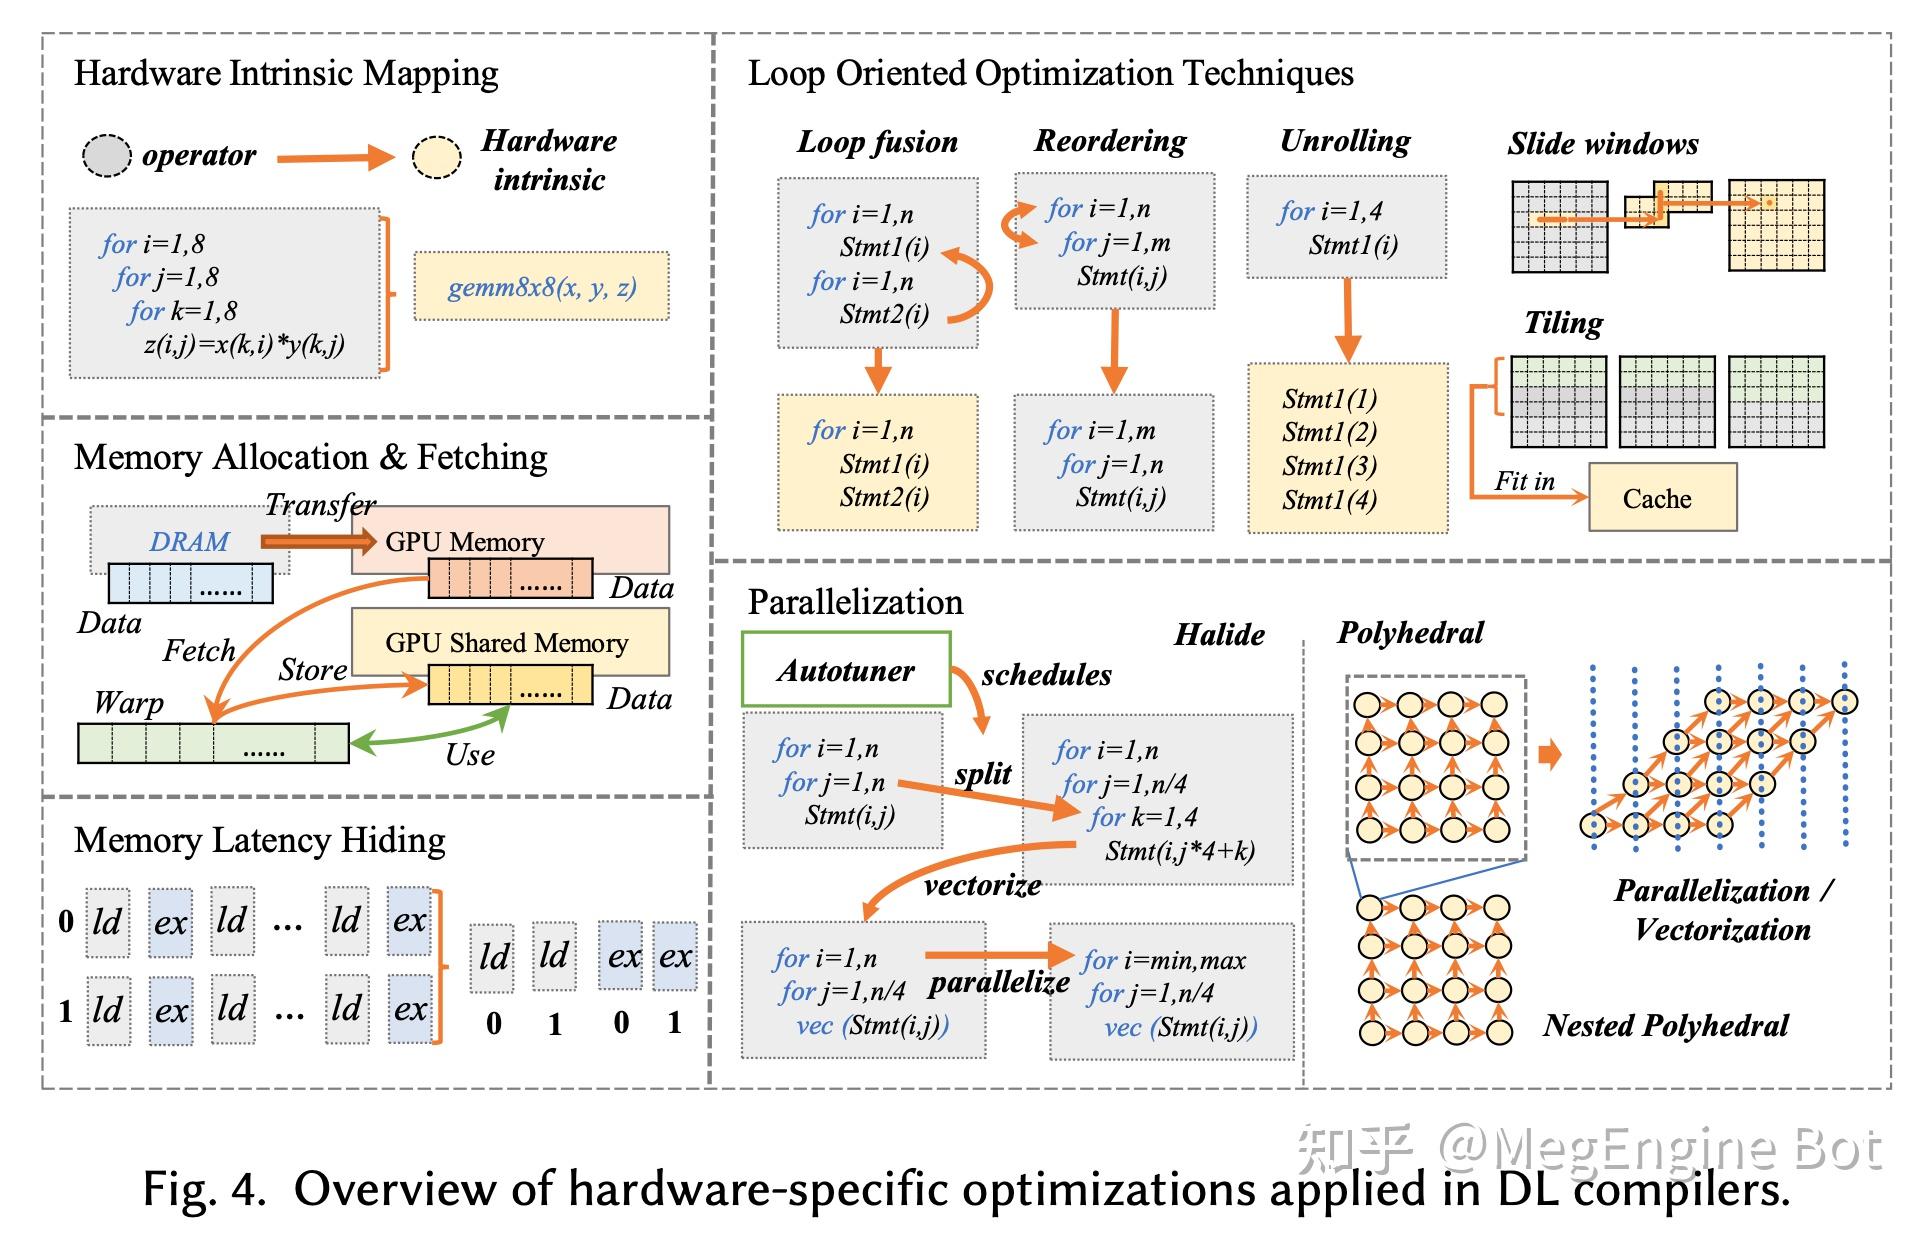 Hardware Intrinsic Mapping
operator
Hardware
intrinsic
for i=1,8
for j=1,8
for k=1,8
z(i,j)=x(k,i)*y(k,j)
gemm8x8(x, y, z)
Memory Allocation & Fetching
Transfer
DRAM
GPU Memory
......
......
Data
Data
GPU Shared Memory
Fetch
Store
......
Data
Warp
......
Use
Memory Latency Hiding
0 ld ex ld ... ld ex
1 ld ex ld ... ld ex
ld ld ex ex
0 1 0 1
Loop Oriented Optimization Techniques
Loop fusion
for i=1,n
Stmt1(i)
for i=1,n
Stmt2(i)
for i=1,n
Stmt1(i)
Stmt2(i)
Reordering
for i=1,n
for j=1,m
Stmt(i,j)
for i=1,m
for j=1,n
Stmt(i,j)
Unrolling
for i=1,4
Stmt1(i)
Stmt1(1)
Stmt1(2)
Stmt1(3)
Stmt1(4)
Slide windows
Tiling
Fit in
Cache
Parallelization
Halide
Autotuner
schedules
for i=1,n
for j=1,n
Stmt(i,j)
split
for i=1,n
for j=1,n/4
for k=1,4
Stmt(i,j*4+k)
vectorize
for i=1,n
for j=1,n/4
vec (Stmt(i,j))
parallelize
for i=min,max
for j=1,n/4
vec (Stmt(i,j))
Polyhedral
Parallelization /
Vectorization
Nested Polyhedral
知乎 @MegEngine Bot
Fig. 4. Overview of hardware-specific optimizations applied in DL compilers.